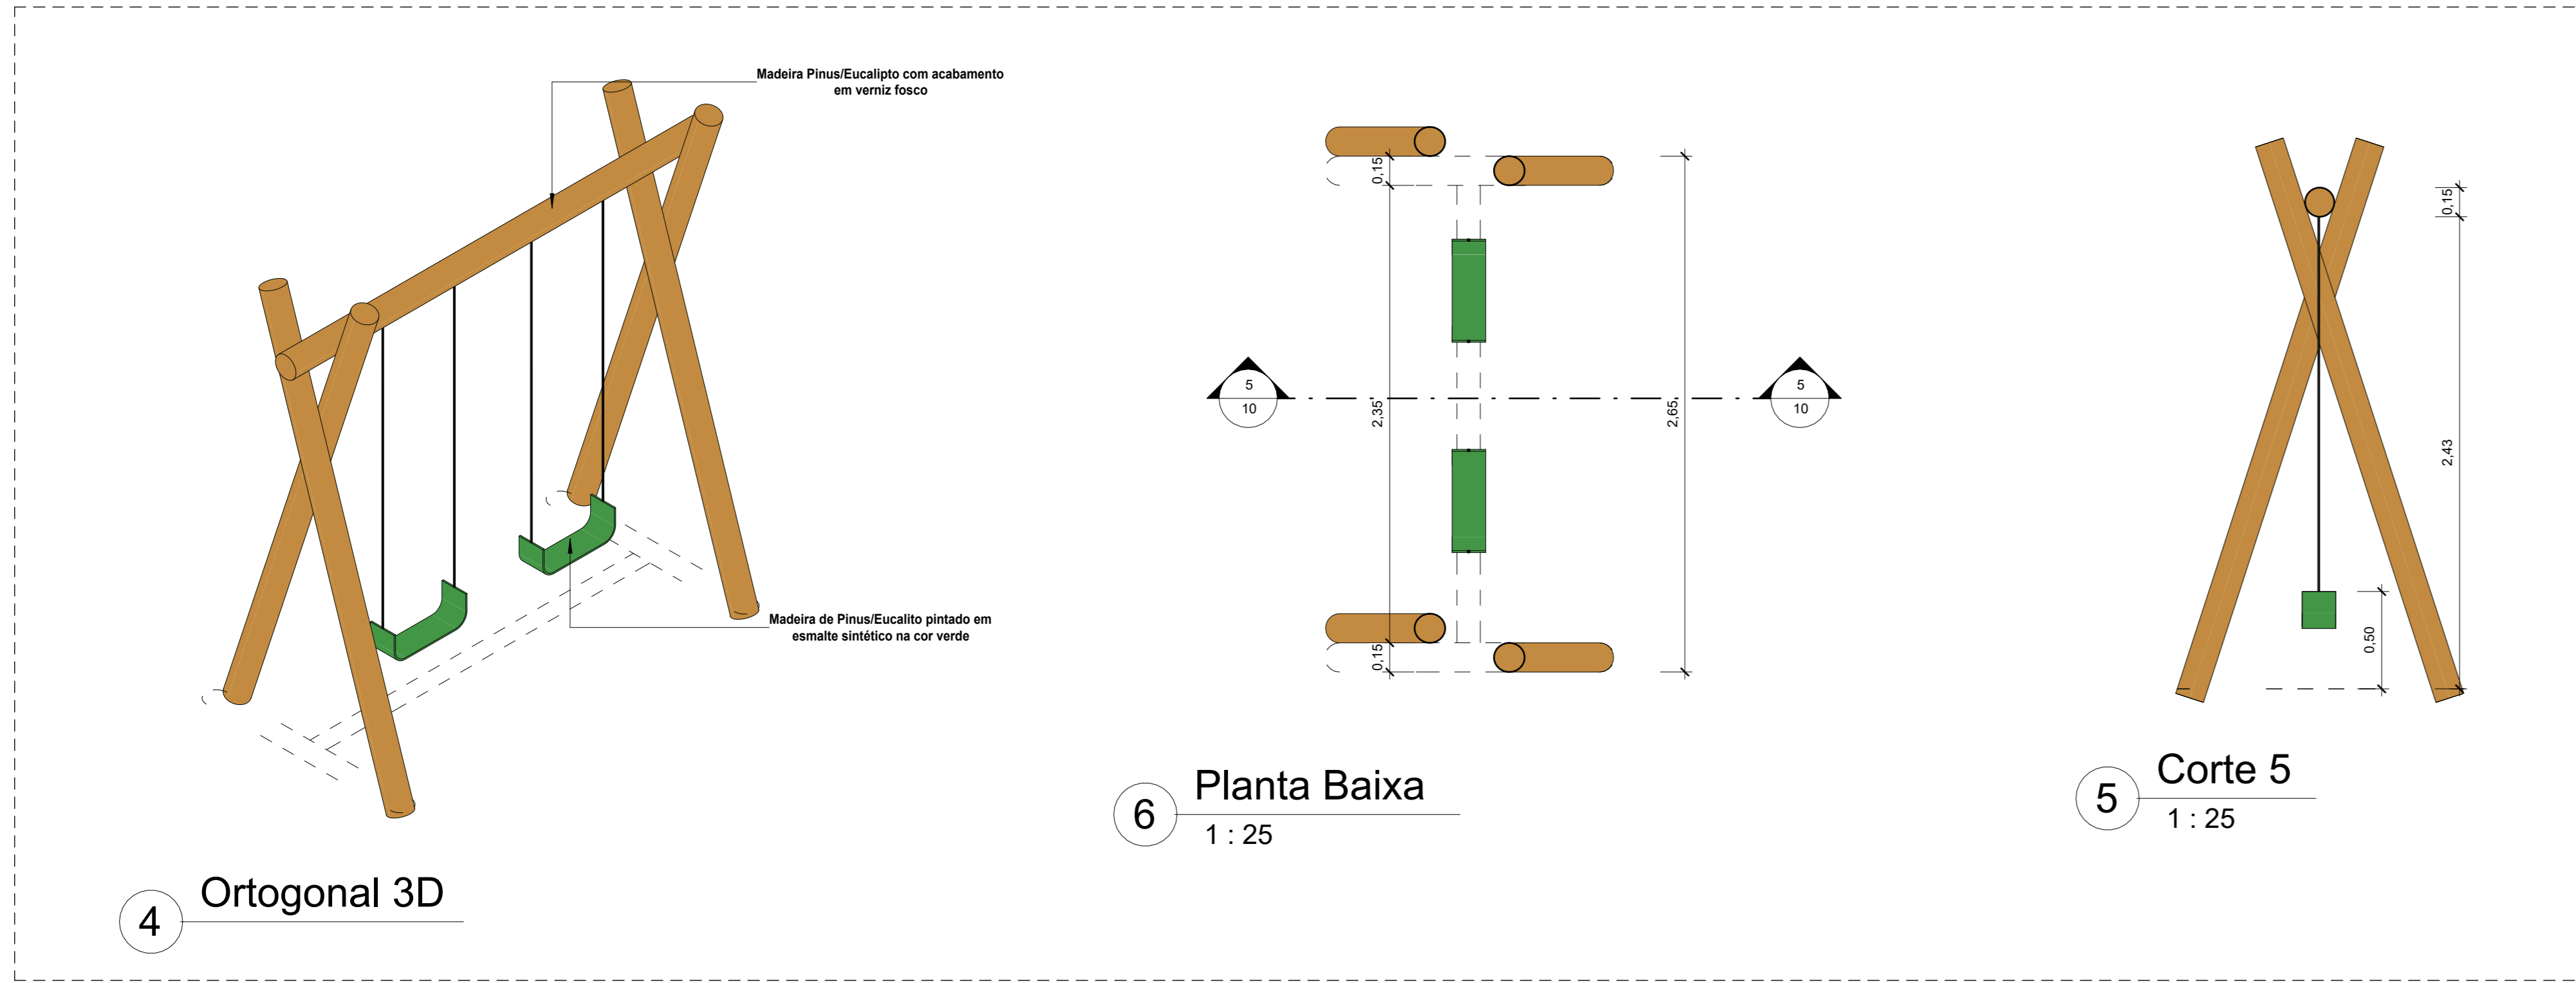 Madeira Pinus/Eucalipto com acabamento
em verniz fosco
Madeira de Pinus/Eucalito pintado em
esmalte sintético na cor verde
4
Ortogonal 3D
0,15
2,35
2,65
0,15
5
10
5
10
6
Planta Baixa
1 : 25
0,15
2,43
0,50
5
Corte 5
1 : 25